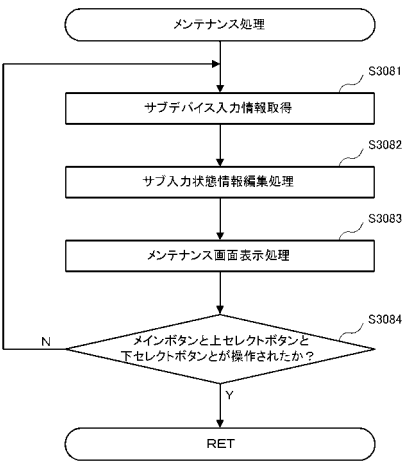 メンテナンス処理
S3081
サブデバイス入力情報取得
S3082
サブ入力状態情報編集処理
S3083
メンテナンス画面表示処理
S3084
メインボタンと上セレクトボタンと
下セレクトボタンとが操作されたか？
N
Y
RET